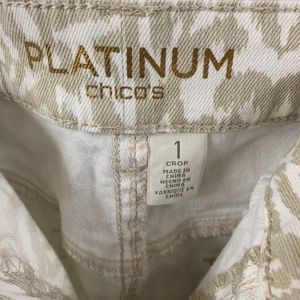 PLATINUM
chico's
1
CROP
MADE IN
CHINA
HECHO EN
CHINA
FABRIQUÉ EN
CHINE